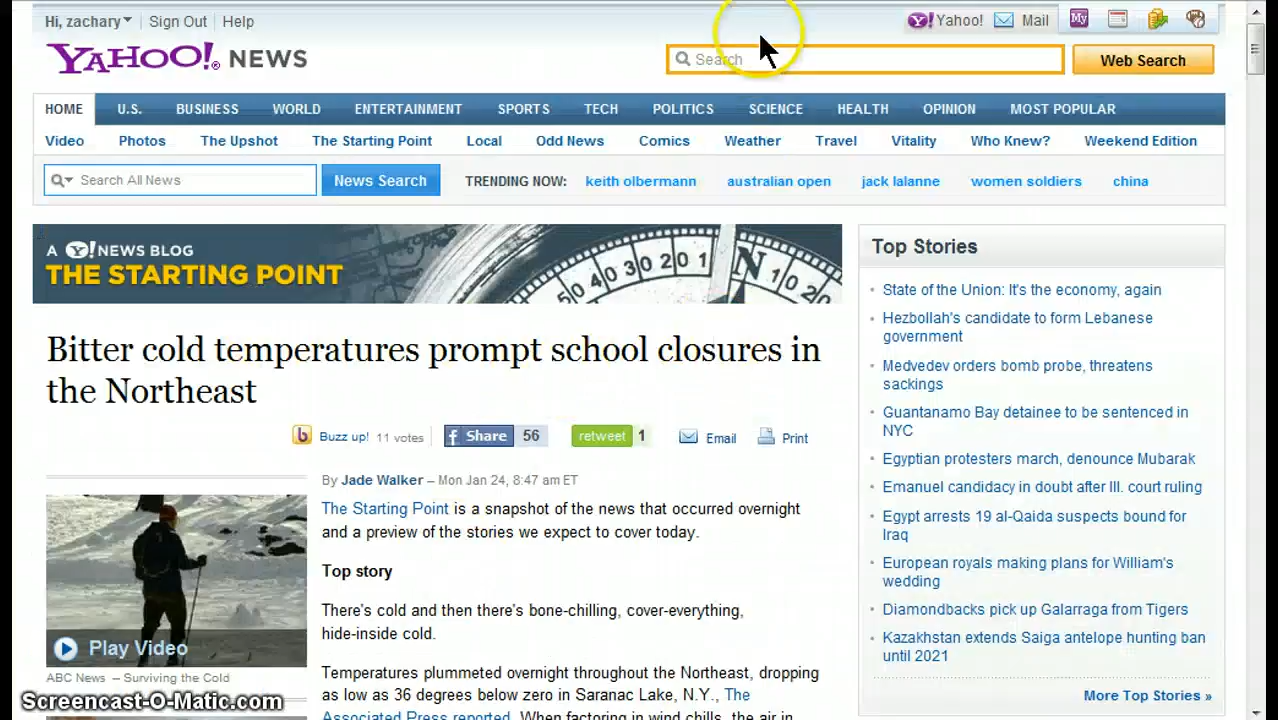 Hi, zachary Sign Out Help
Yahoo! Mail My
YAHOO! NEWS
Search Web Search
HOME U.S. BUSINESS WORLD ENTERTAINMENT SPORTS TECH POLITICS SCIENCE HEALTH OPINION MOST POPULAR
Video Photos The Upshot The Starting Point Local Odd News Comics Weather Travel Vitality Who Knew? Weekend Edition
Search All News News Search TRENDING NOW: keith olbermann australian open jack lalanne women soldiers china
A Y! NEWS BLOG
THE STARTING POINT
Bitter cold temperatures prompt school closures in
the Northeast
Buzz up! 11 votes Share 56 retweet 1 Email Print
By Jade Walker – Mon Jan 24, 8:47 am ET
The Starting Point is a snapshot of the news that occurred overnight
and a preview of the stories we expect to cover today.
Top story
There's cold and then there's bone-chilling, cover-everything,
hide-inside cold.
Temperatures plummeted overnight throughout the Northeast, dropping
as low as 36 degrees below zero in Saranac Lake, N.Y., The
Associated Press reported. When factoring in wind chills, the air in
Play Video
ABC News – Surviving the Cold
Top Stories
State of the Union: It's the economy, again
Hezbollah's candidate to form Lebanese
government
Medvedev orders bomb probe, threatens
sackings
Guantanamo Bay detainee to be sentenced in
NYC
Egyptian protesters march, denounce Mubarak
Emanuel candidacy in doubt after Ill. court ruling
Egypt arrests 19 al-Qaida suspects bound for
Iraq
European royals making plans for William's
wedding
Diamondbacks pick up Galarraga from Tigers
Kazakhstan extends Saiga antelope hunting ban
until 2021
More Top Stories »
Screencast-O-Matic.com